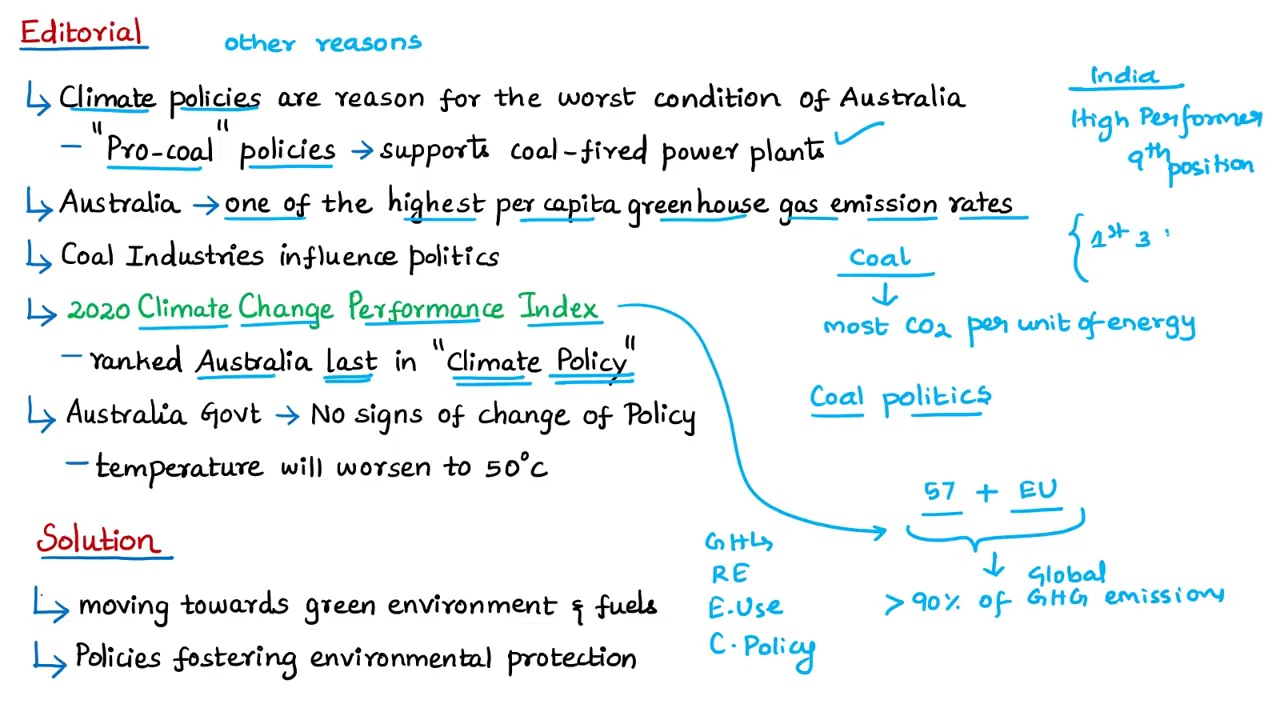 Editorial
other reasons
↳ Climate policies are reason for the worst condition of Australia
– "Pro-coal" policies → supports coal-fired power plants ✓
↳ Australia → one of the highest per capita greenhouse gas emission rates
↳ Coal Industries influence politics
↳ 2020 Climate Change Performance Index
– ranked Australia last in "Climate Policy"
↳ Australia Govt → No signs of change of Policy
– temperature will worsen to 50°C
Solution
↳ moving towards green environment & fuels
↳ Policies fostering environmental protection
India
High Performer
9th position
{ 1st 3
Coal
↓
most CO2 per unit of energy
Coal politics
57 + EU
↓
> 90% of Global GHG emissions
RE
E.Use
C.Policy